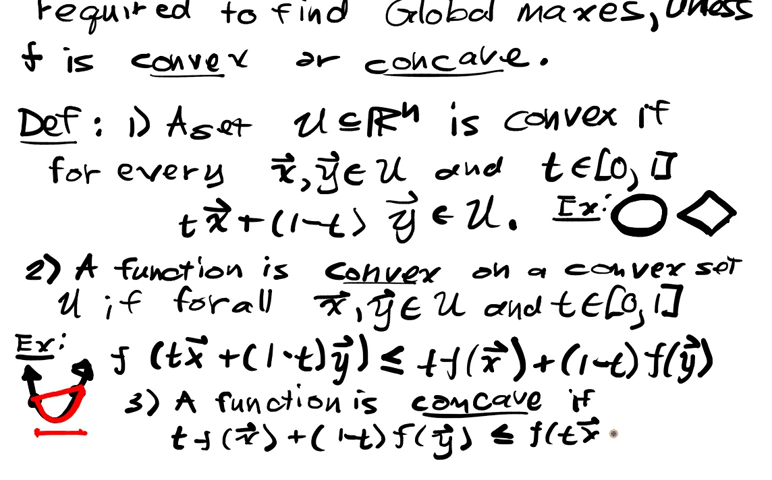 required to find Global maxes, unless
f is convex or concave.
Def: 1) A set U ⊆ ℝⁿ is convex if
for every x⃗, y⃗ ∈ U and t ∈ [0, 1]
t x⃗ + (1-t) y⃗ ∈ U. Ex:
2) A function is convex on a convex set
U if for all x⃗, y⃗ ∈ U and t ∈ [0, 1]
Ex: f (t x⃗ + (1-t) y⃗) ≤ t f(x⃗) + (1-t) f(y⃗)
3) A function is concave if
t f(x⃗) + (1-t) f(y⃗) ≤ f(t x⃗